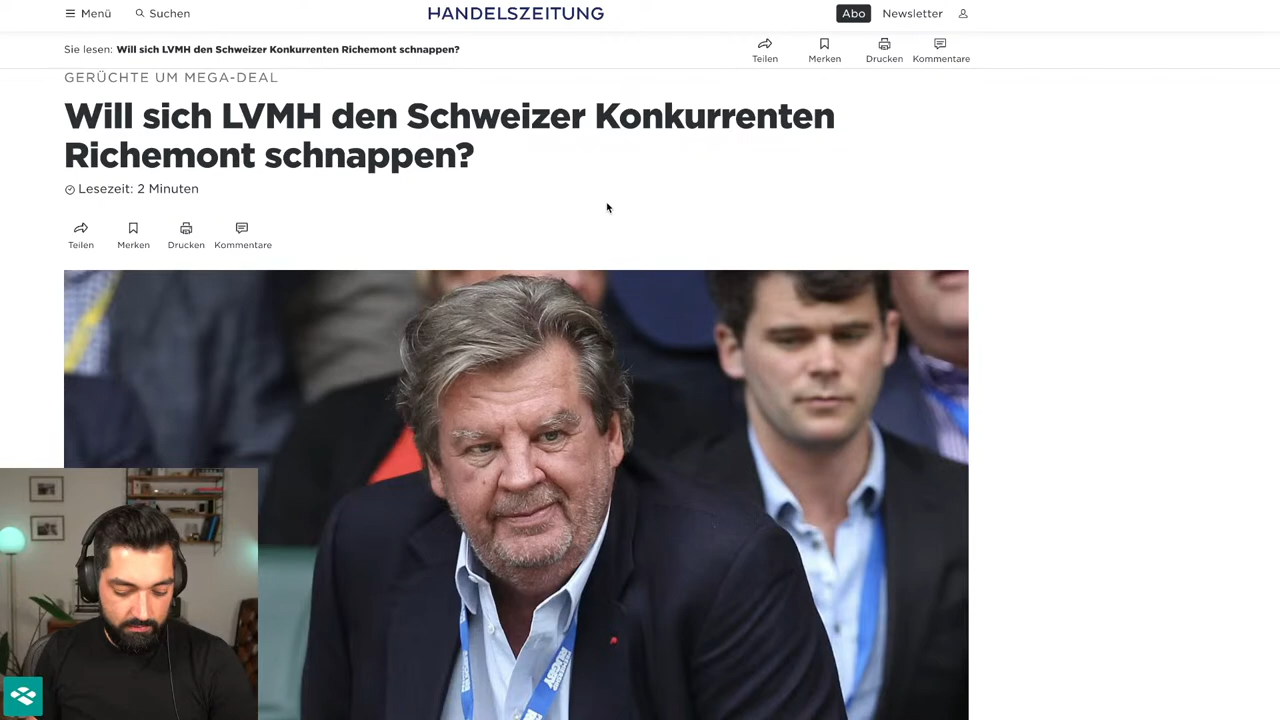 Menü
Suchen
HANDELSZEITUNG
Abo
Newsletter
Sie lesen: Will sich LVMH den Schweizer Konkurrenten Richemont schnappen?
Teilen
Merken
Drucken
Kommentare
GERÜCHTE UM MEGA-DEAL
Will sich LVMH den Schweizer Konkurrenten
Richemont schnappen?
Lesezeit: 2 Minuten
Teilen
Merken
Drucken
Kommentare